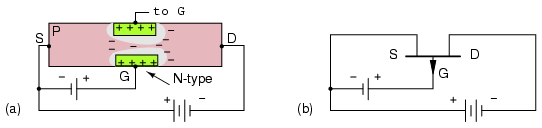 to G
P
+ + + +
–
S
D
– –
– –
– –
– –
+ + + +
G
N-type
– +
+ –
(a)
S D
G
– +
+ –
(b)